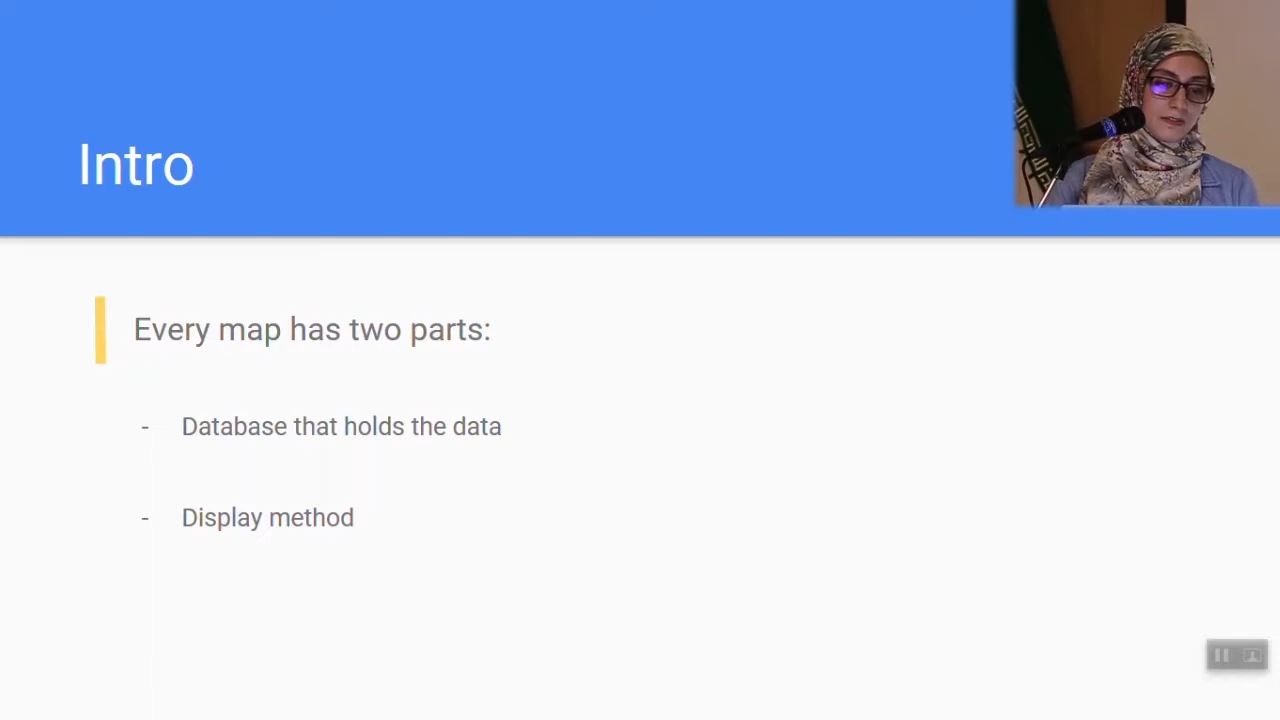 Intro
Every map has two parts:
- Database that holds the data
- Display method